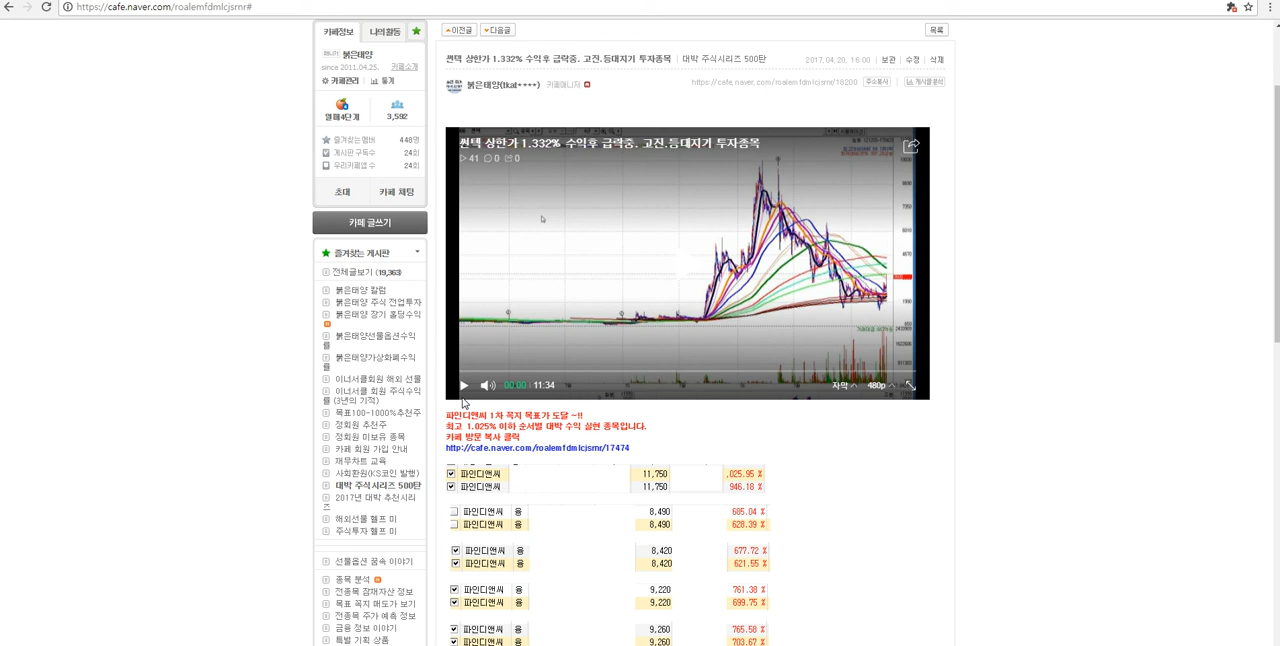 https://cafe.naver.com/roalemfdmlcjsrnr#
카페정보
나의활동
매니저 붉은태양
since 2011.04.25.
카페소개
카페관리
통계
열매4단계
3,592
즐겨찾는멤버 448명
게시판구독수 24회
우리카페앱 수 24회
초대
카페 채팅
카페 글쓰기
즐겨찾는 게시판
전체글보기 (19,363)
붉은태양 칼럼
붉은태양 주식 전업투자
붉은태양 장기 홀딩수익
붉은태양선물옵션수익
률
붉은태양가상화폐수익
률
이너서클회원 해외 선물
이너서클 회원 주식수익
률 (3년의 기적)
목표100-1000%추천주
정회원 추천주
정회원 미보유 종목
카페 회원 가입 안내
재무차트 교육
사회환원(KS코인 발행)
대박 주식시리즈 500탄
2017년 대박 추천시리
즈
해외선물 헬프 미
주식투자 헬프 미
선물옵션 꿈속 이야기
종목 분석
전종목 잠재자산 정보
목표 쪽지 매도가 보기
전종목 주가 예측 정보
금융 정보 이야기
특별 기획 상품
이전글
다음글
목록
썬텍 상한가 1.332% 수익후 급락중. 고진.등대지기 투자종목
대박 주식시리즈 500탄
2017.04.20. 16:00
보관
수정
삭제
붉은태양(tkat****) 카페매니저
https://cafe.naver.com/roalemfdmlcjsrnr/18200
주소복사
게시글 분석
썬텍 상한가 1.332% 수익후 급락중. 고진.등대지기 투자종목
41 0 0
00:00 11:34
자막
480p
파인디앤씨 1차 쪽지 목표가 도달 ~!!
최고 1.025% 이하 순서별 대박 수익 실현 종목입니다.
카페 방문 복사 클릭
http://cafe.naver.com/roalemfdmlcjsrnr/17474
파인디앤씨 11,750 ,025.95 %
파인디앤씨 11,750 946.18 %
파인디앤씨 융 8,490 685.04 %
파인디앤씨 융 8,490 628.39 %
파인디앤씨 융 8,420 677.72 %
파인디앤씨 융 8,420 621.55 %
파인디앤씨 융 9,220 761.38 %
파인디앤씨 융 9,220 699.75 %
파인디앤씨 융 9,260 765.58 %
파인디앤씨 융 9,260 703.67 %